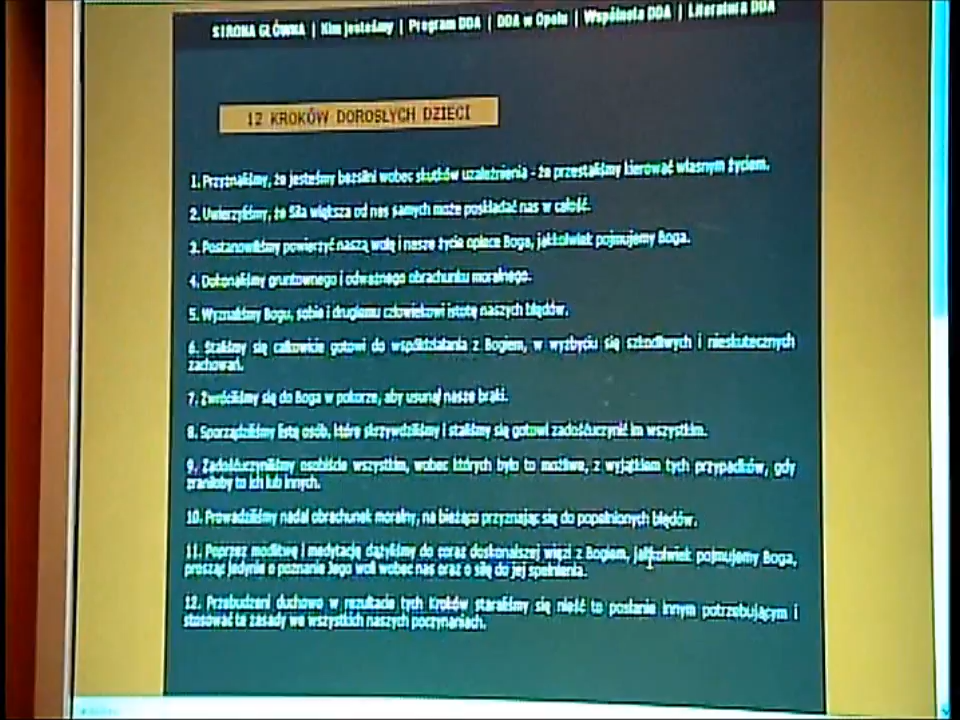 STRONA GŁÓWNA | Kim jesteśmy | Program DDA | DDA w Opolu | Wspólnota DDA | Literatura DDA
12 KROKÓW DOROSŁYCH DZIECI
1. Przyznaliśmy, że jesteśmy bezsilni wobec skutków uzależnienia - że przestaliśmy kierować własnym życiem.
2. Uwierzyliśmy, że Siła większa od nas samych może poskładać nas w całość.
3. Postanowiliśmy powierzyć naszą wolę i nasze życie opiece Boga, jakkolwiek pojmujemy Boga.
4. Dokonaliśmy gruntownego i odważnego obrachunku moralnego.
5. Wyznaliśmy Bogu, sobie i drugiemu człowiekowi istotę naszych błędów.
6. Staliśmy się całkowicie gotowi do współdziałania z Bogiem, w wyzbyciu się szkodliwych i nieskutecznych
zachowań.
7. Zwróciliśmy się do Boga w pokorze, aby usunął nasze braki.
8. Sporządziliśmy listę osób, które skrzywdziliśmy i staliśmy się gotowi zadośćuczynić im wszystkim.
9. Zadośćuczyniliśmy osobiście wszystkim, wobec których było to możliwe, z wyjątkiem tych przypadków, gdy
zraniłoby to ich lub innych.
10. Prowadziliśmy nadal obrachunek moralny, na bieżąco przyznając się do popełnionych błędów.
11. Poprzez modlitwę i medytację dążyliśmy do coraz doskonalszej więzi z Bogiem, jakkolwiek pojmujemy Boga,
prosząc jedynie o poznanie Jego woli wobec nas oraz o siłę do jej spełnienia.
12. Przebudzeni duchowo w rezultacie tych Kroków staraliśmy się nieść to posłanie innym potrzebującym i
stosować te zasady we wszystkich naszych poczynaniach.